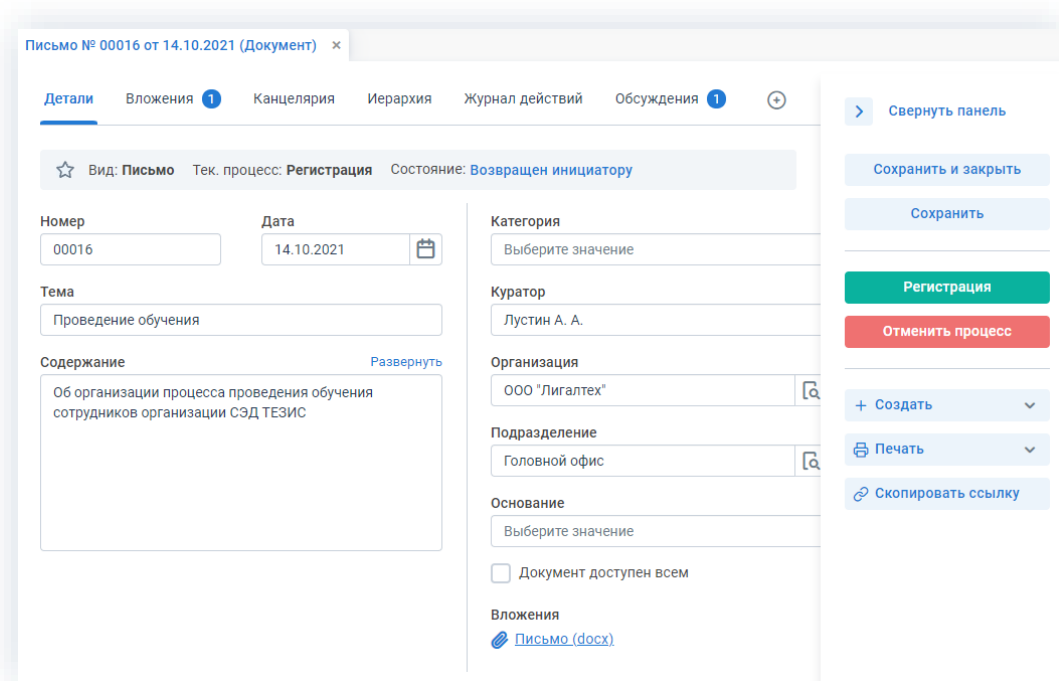 Письмо № 00016 от 14.10.2021 (Документ) ×
Детали Вложения 1 Канцелярия Иерархия Журнал действий Обсуждения 1
Вид: Письмо Тек. процесс: Регистрация Состояние: Возвращен инициатору
Номер Дата
00016 14.10.2021
Тема
Проведение обучения
Содержание Развернуть
Об организации процесса проведения обучения
сотрудников организации СЭД ТЕЗИС
Категория
Выберите значение
Куратор
Лустин А. А.
Организация
ООО "Лигалтех"
Подразделение
Головной офис
Основание
Выберите значение
Документ доступен всем
Вложения
Письмо (docx)
Свернуть панель
Сохранить и закрыть
Сохранить
Регистрация
Отменить процесс
+ Создать
Печать
Скопировать ссылку